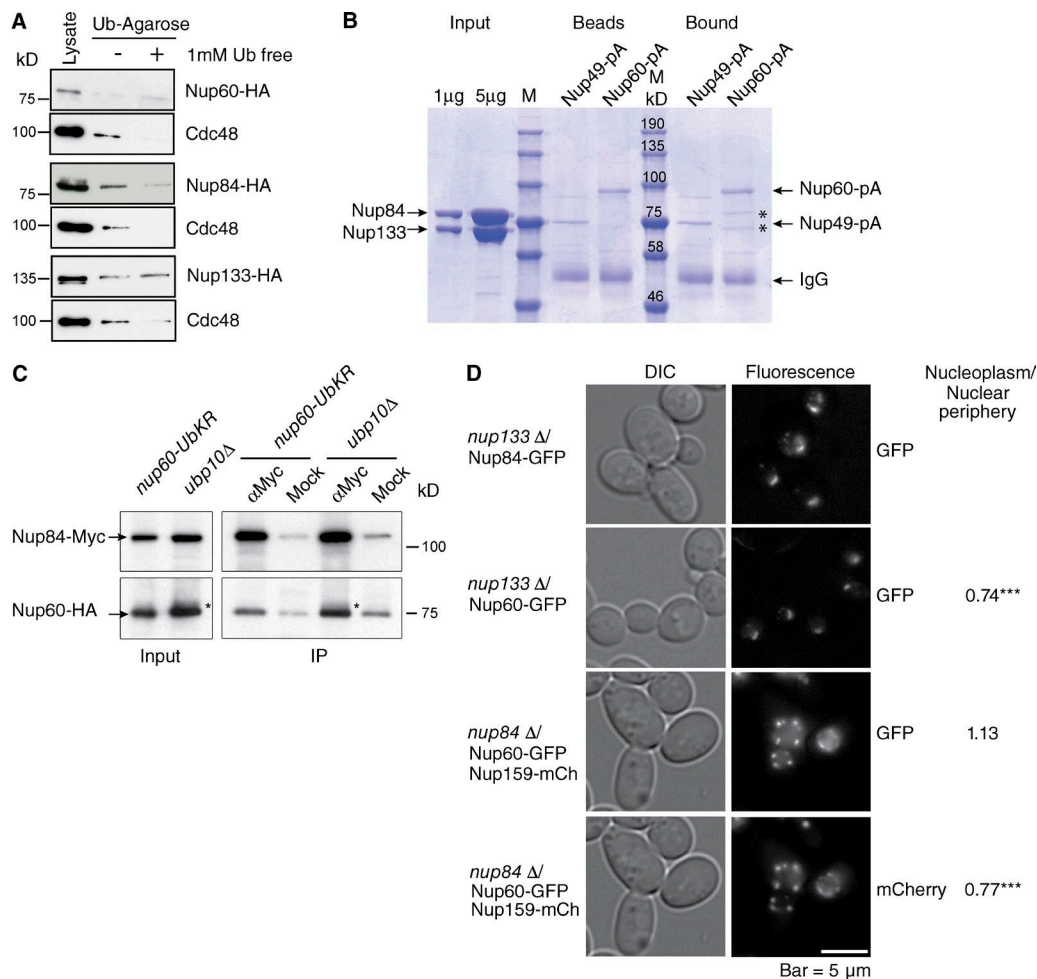 A
Lysate
Ub-Agarose
kD
- + 1mM Ub free
75
Nup60-HA
100
Cdc48
75
Nup84-HA
100
Cdc48
135
Nup133-HA
100
Cdc48
B
Input
Beads
Bound
1μg 5μg M
Nup49-pA
Nup60-pA
M
kD
Nup49-pA
Nup60-pA
190
135
100
75
58
46
Nup84
Nup133
Nup60-pA
*
*
Nup49-pA
IgG
C
nup60-UbKR
ubp10Δ
nup60-UbKR
ubp10Δ
αMyc
Mock
αMyc
Mock
kD
Nup84-Myc
100
Nup60-HA
*
*
75
Input
IP
D
DIC
Fluorescence
Nucleoplasm/
Nuclear
periphery
nup133 Δ/
Nup84-GFP
GFP
nup133 Δ/
Nup60-GFP
GFP
0.74***
nup84 Δ/
Nup60-GFP
Nup159-mCh
GFP
1.13
nup84 Δ/
Nup60-GFP
Nup159-mCh
mCherry
0.77***
Bar = 5 μm